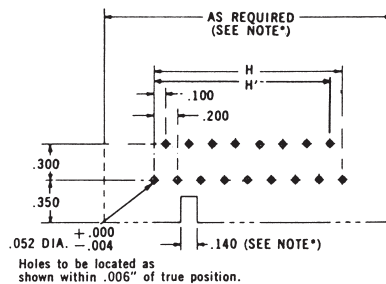 AS REQUIRED
(SEE NOTE*)
H
H'
.100
.200
.300
.350
.052 DIA. +.000
-.004
.140 (SEE NOTE*)
Holes to be located as
shown within .006" of true position.